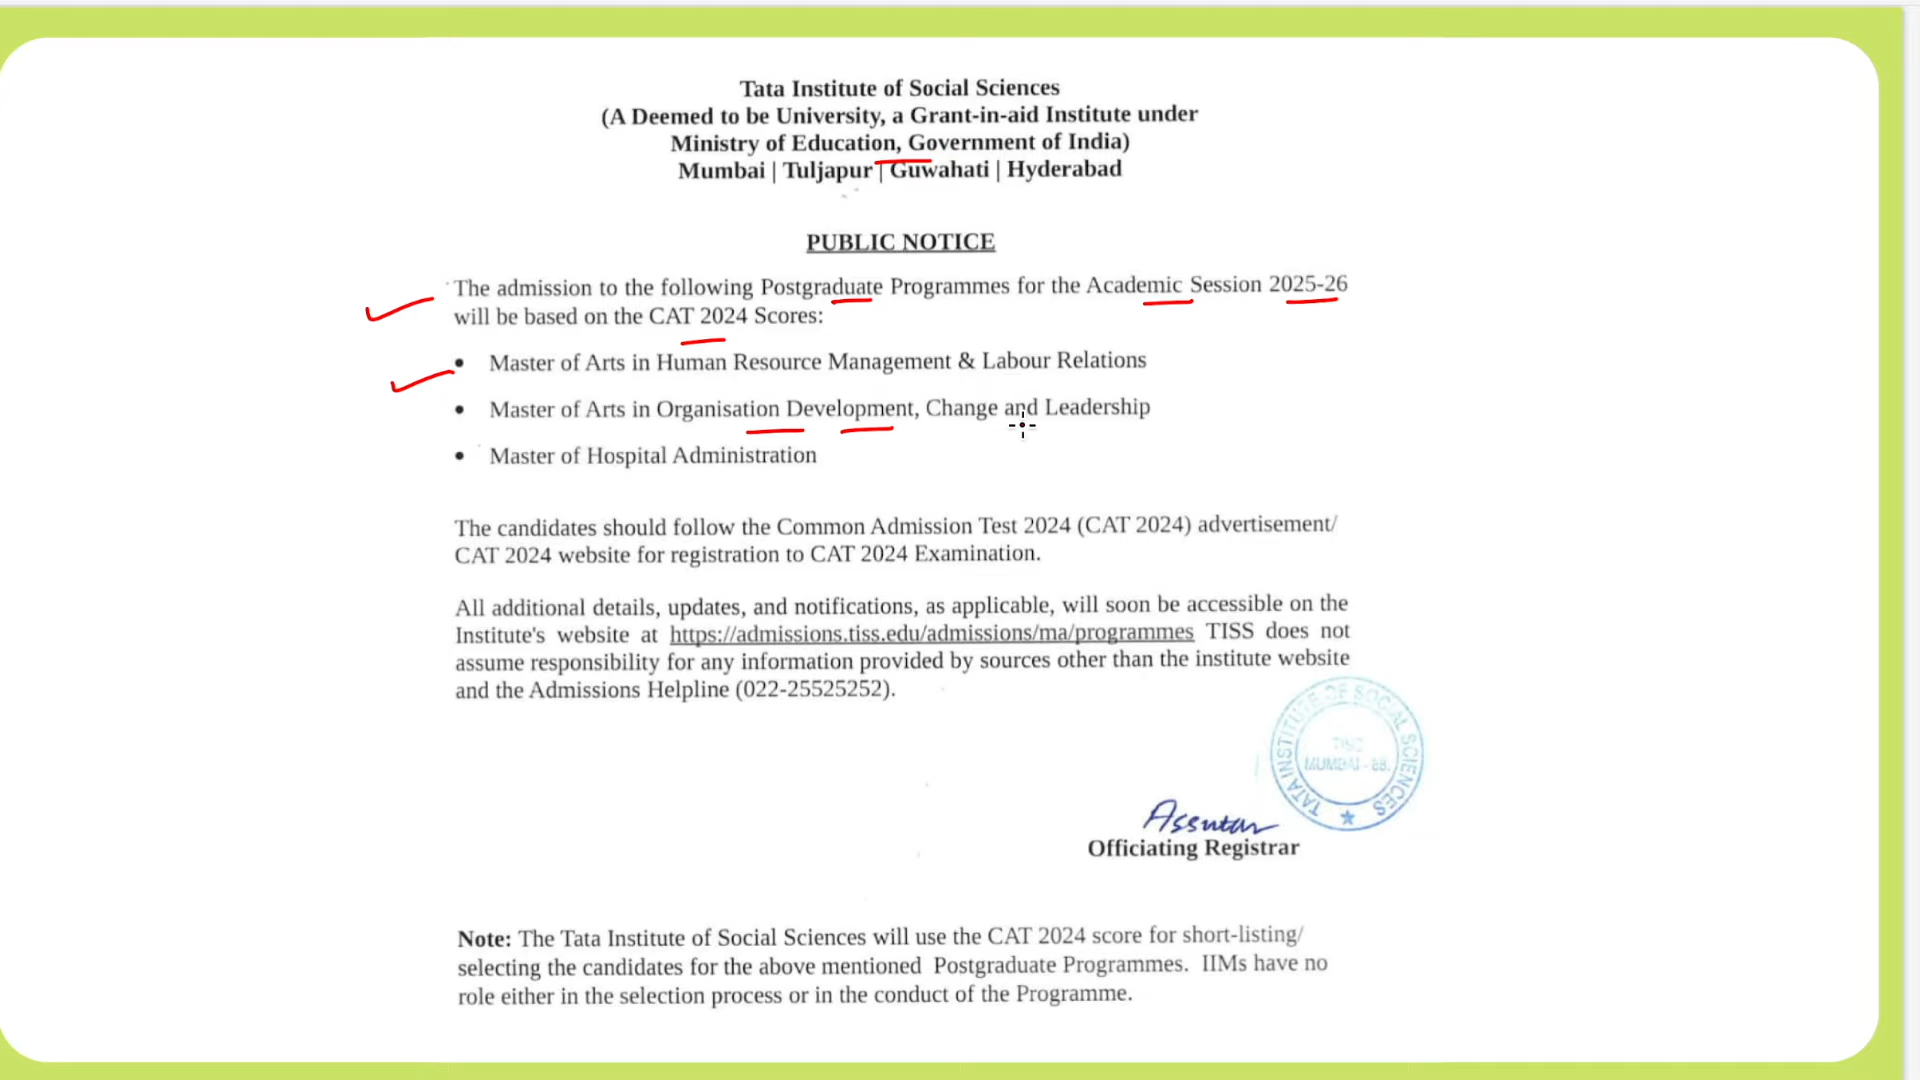 Tata Institute of Social Sciences
(A Deemed to be University, a Grant-in-aid Institute under
Ministry of Education, Government of India)
Mumbai | Tuljapur | Guwahati | Hyderabad
PUBLIC NOTICE
The admission to the following Postgraduate Programmes for the Academic Session 2025-26
will be based on the CAT 2024 Scores:
• Master of Arts in Human Resource Management & Labour Relations
• Master of Arts in Organisation Development, Change and Leadership
• Master of Hospital Administration
The candidates should follow the Common Admission Test 2024 (CAT 2024) advertisement/
CAT 2024 website for registration to CAT 2024 Examination.
All additional details, updates, and notifications, as applicable, will soon be accessible on the
Institute's website at https://admissions.tiss.edu/admissions/ma/programmes TISS does not
assume responsibility for any information provided by sources other than the institute website
and the Admissions Helpline (022-25525252).
TATA INSTITUTE OF SOCIAL SCIENCES
MUMBAI - 88.
Officiating Registrar
Note: The Tata Institute of Social Sciences will use the CAT 2024 score for short-listing/
selecting the candidates for the above mentioned Postgraduate Programmes. IIMs have no
role either in the selection process or in the conduct of the Programme.